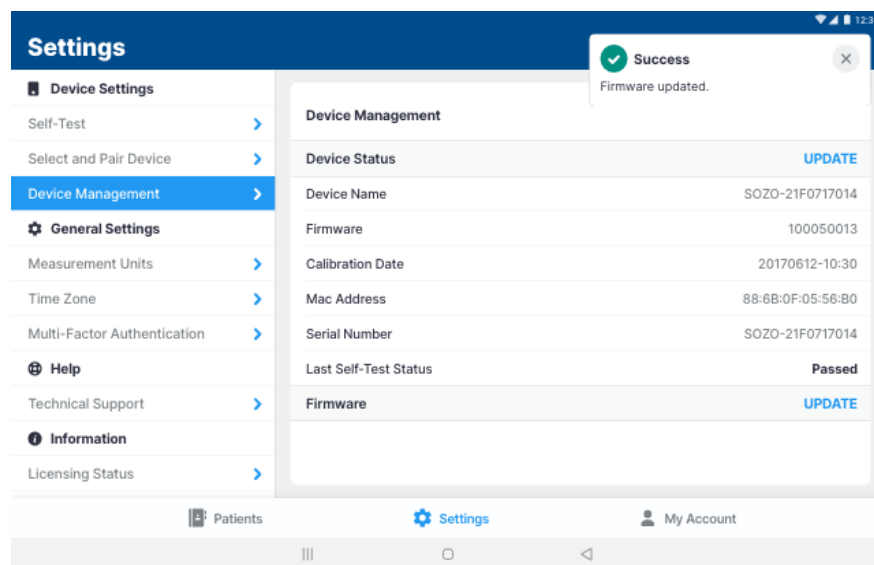 12:3
Settings
Success
Firmware updated.
Device Settings
Self-Test
Select and Pair Device
Device Management
General Settings
Measurement Units
Time Zone
Multi-Factor Authentication
Help
Technical Support
Information
Licensing Status
Device Management
Device Status UPDATE
Device Name SOZO-21F0717014
Firmware 100050013
Calibration Date 20170612-10:30
Mac Address 88:6B:0F:05:56:B0
Serial Number SOZO-21F0717014
Last Self-Test Status Passed
Firmware UPDATE
Patients Settings My Account